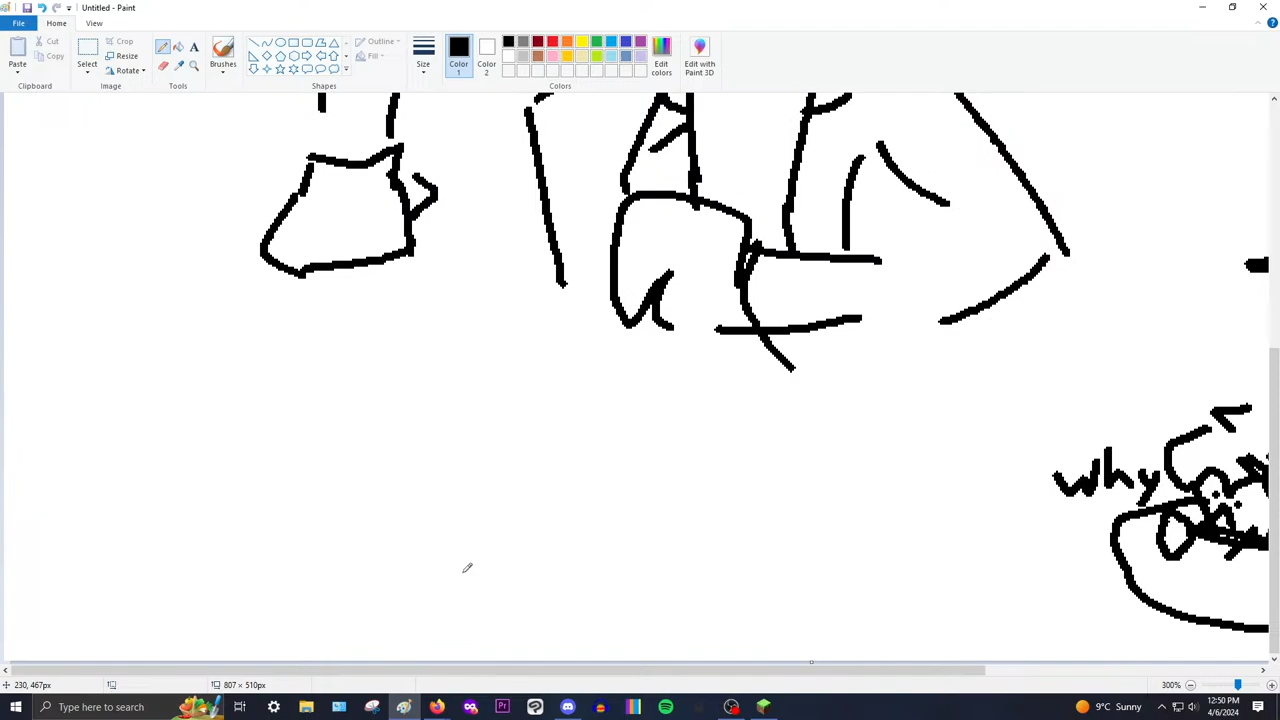 Untitled - Paint
File
Home
View
Paste
Cut
Copy
Clipboard
Select
Crop
Resize
Rotate
Image
Tools
Brushes
Shapes
Outline
Fill
Size
Color 1
Color 2
Edit colors
Edit with Paint 3D
Colors
why
230, 467px
807 × 510px
300%
Type here to search
Pr
9°C Sunny
12:50 PM
4/6/2024